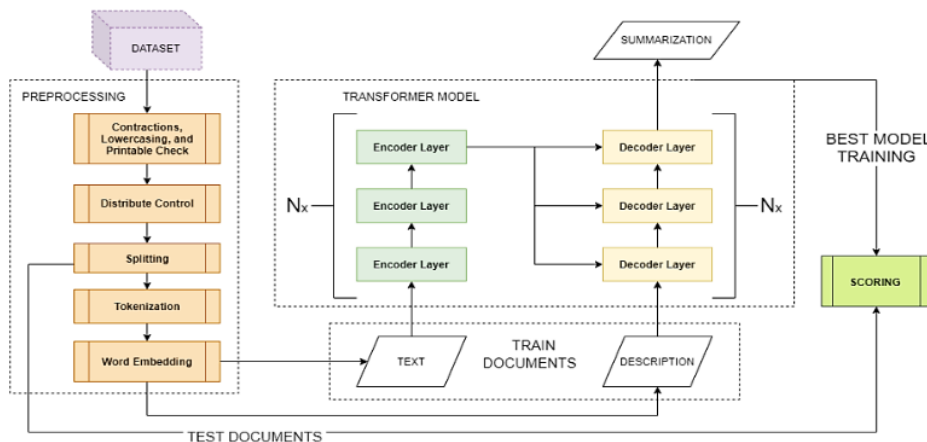 DATASET
SUMMARIZATION
PREPROCESSING
TRANSFORMER MODEL
Contractions,
Lowercasing, and
Printable Check
Distribute Control
Splitting
Tokenization
Word Embedding
Nx
Encoder Layer
Encoder Layer
Encoder Layer
Decoder Layer
Decoder Layer
Decoder Layer
Nx
BEST MODEL
TRAINING
SCORING
TEXT
TRAIN
DOCUMENTS
DESCRIPTION
TEST DOCUMENTS